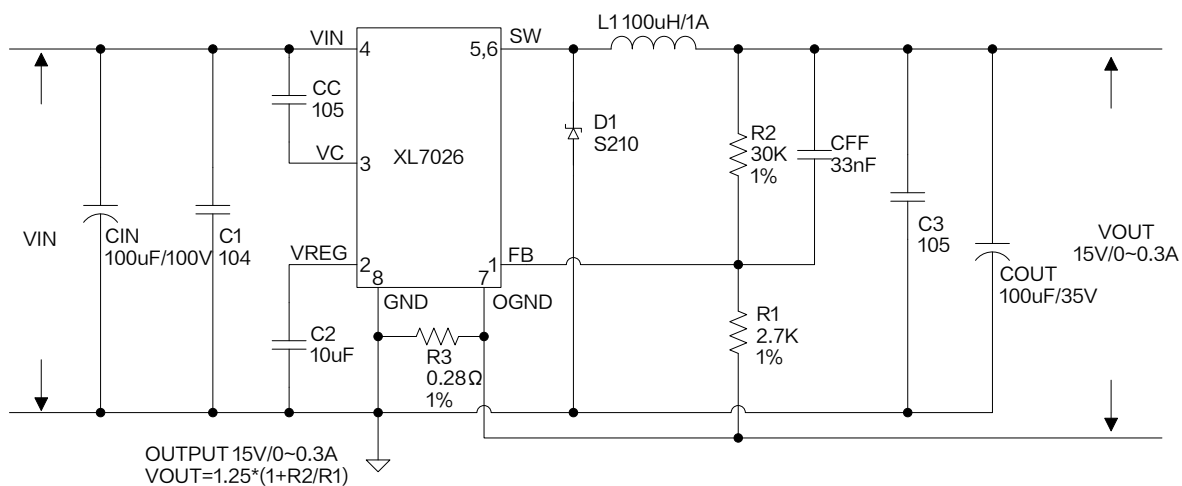 L1 100uH/1A
VIN
4
5,6
SW
CC
105
VC
3
XL7026
D1
S210
R2
30K
1%
CFF
33nF
VIN
CIN
100uF/100V
C1
104
VREG
2
8
7
1
FB
GND
OGND
C3
105
COUT
100uF/35V
VOUT
15V/0~0.3A
C2
10uF
R3
0.28Ω
1%
R1
2.7K
1%
OUTPUT 15V/0~0.3A
VOUT=1.25*(1+R2/R1)